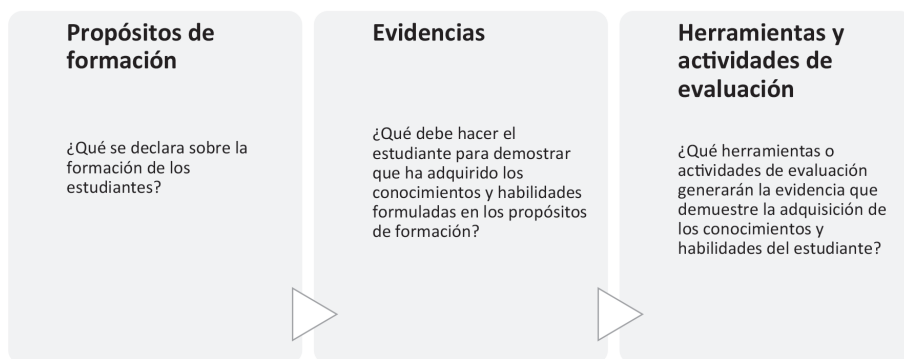 Propósitos de
formación
¿Qué se declara sobre la
formación de los
estudiantes?
Evidencias
¿Qué debe hacer el
estudiante para demostrar
que ha adquirido los
conocimientos y habilidades
formuladas en los propósitos
de formación?
Herramientas y
actividades de
evaluación
¿Qué herramientas o
actividades de evaluación
generarán la evidencia que
demuestre la adquisición de
los conocimientos y
habilidades del estudiante?